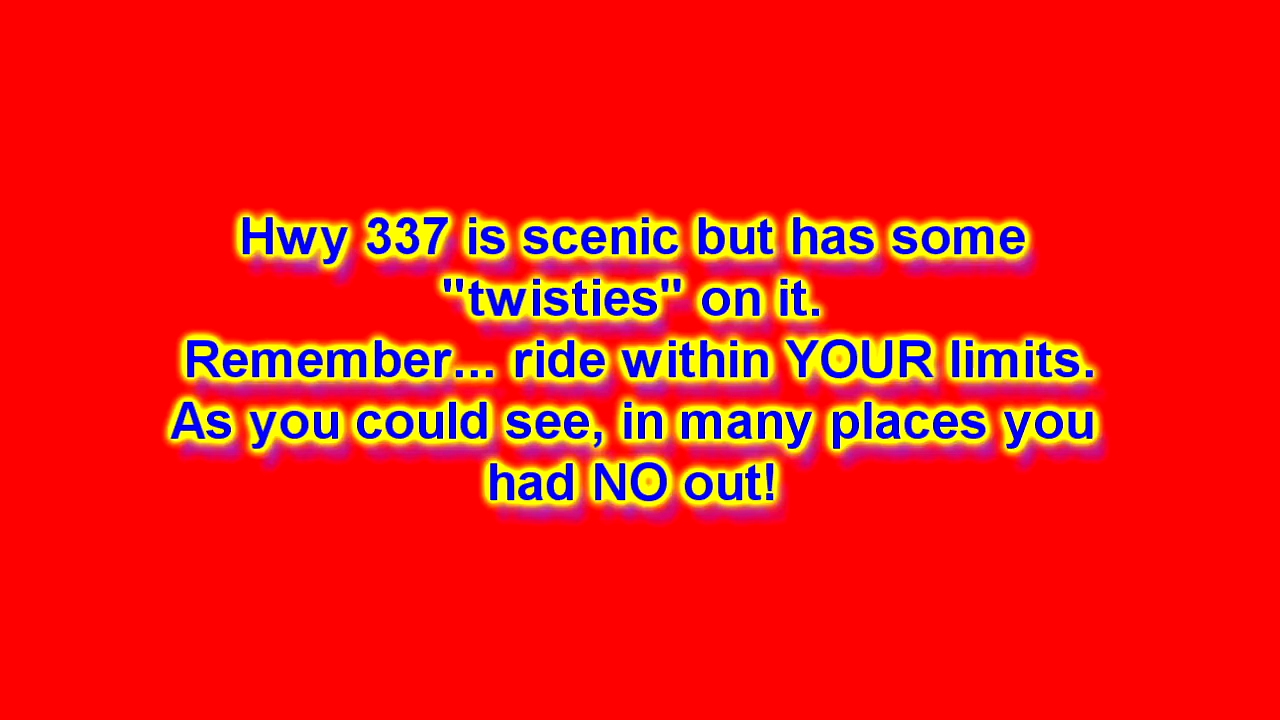 Hwy 337 is scenic but has some
"twisties" on it.
Remember... ride within YOUR limits.
As you could see, in many places you
had NO out!